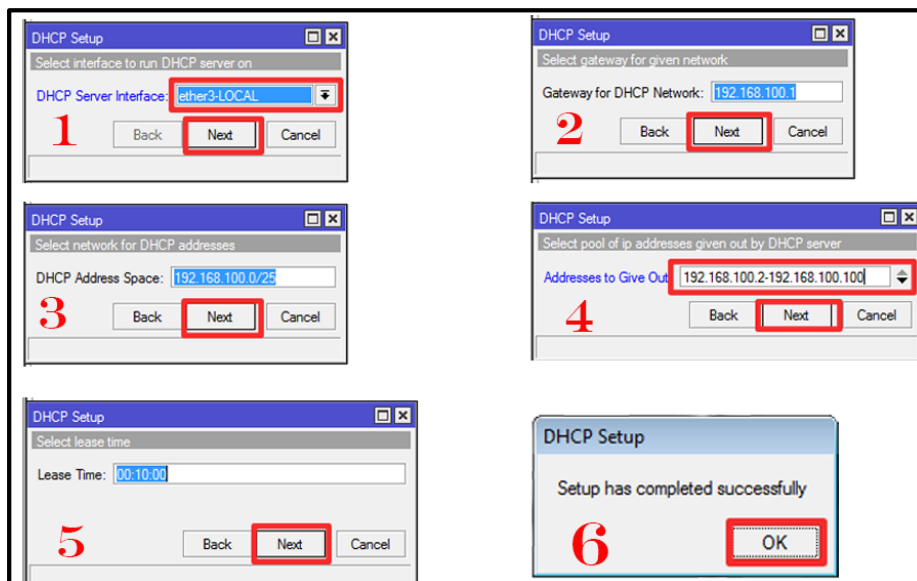 DHCP Setup
Select interface to run DHCP server on
DHCP Server Interface: ether3-LOCAL
1
Back Next Cancel
DHCP Setup
Select gateway for given network
Gateway for DHCP Network: 192.168.100.1
2
Back Next Cancel
DHCP Setup
Select network for DHCP addresses
DHCP Address Space: 192.168.100.0/25
3
Back Next Cancel
DHCP Setup
Select pool of ip addresses given out by DHCP server
Addresses to Give Out 192.168.100.2-192.168.100.100
4
Back Next Cancel
DHCP Setup
Select lease time
Lease Time: 00:10:00
5
Back Next Cancel
DHCP Setup
Setup has completed successfully
6
OK